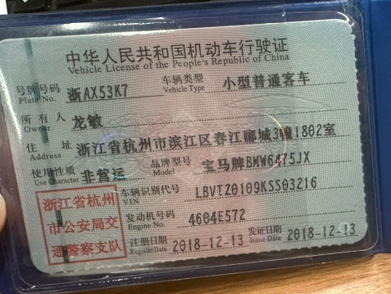 中华人民共和国机动车行驶证
Vehicle License of the People's Republic of China
号牌号码 浙AX53K7 车辆类型 小型普通客车
Plate No. Vehicle Type
所有人 龙敏
Owner
住址 浙江省杭州市滨江区春江郦城3幢1802室
Address
使用性质 非营运 品牌型号 宝马牌BMW6475JX
Use Character Model
浙江省杭州市公安局交通警察支队
车辆识别代号 LBVTZ0109KSS03216
VIN
发动机号码 4604E572
Engine No.
注册日期 2018-12-13 发证日期 2018-12-13
Register Date Issue Date